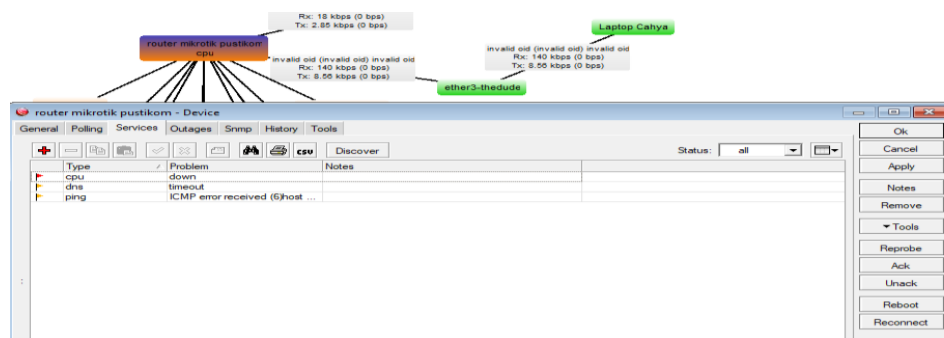 Rx: 18 kbps (0 bps)
Tx: 2.85 kbps (0 bps)
Laptop Cahya
router mikrotik pustikom
cpu
invalid oid (invalid oid) invalid oid
Rx: 140 kbps (0 bps)
Tx: 8.56 kbps (0 bps)
invalid oid (invalid oid) invalid oid
Rx: 140 kbps (0 bps)
Tx: 8.56 kbps (0 bps)
ether3-thedude
router mikrotik pustikom - Device
General Polling Services Outages Snmp History Tools
csv Discover Status: all
Type Problem Notes
cpu down
dns timeout
ping ICMP error received (6)host ...
Ok
Cancel
Apply
Notes
Remove
Tools
Reprobe
Ack
Unack
Reboot
Reconnect